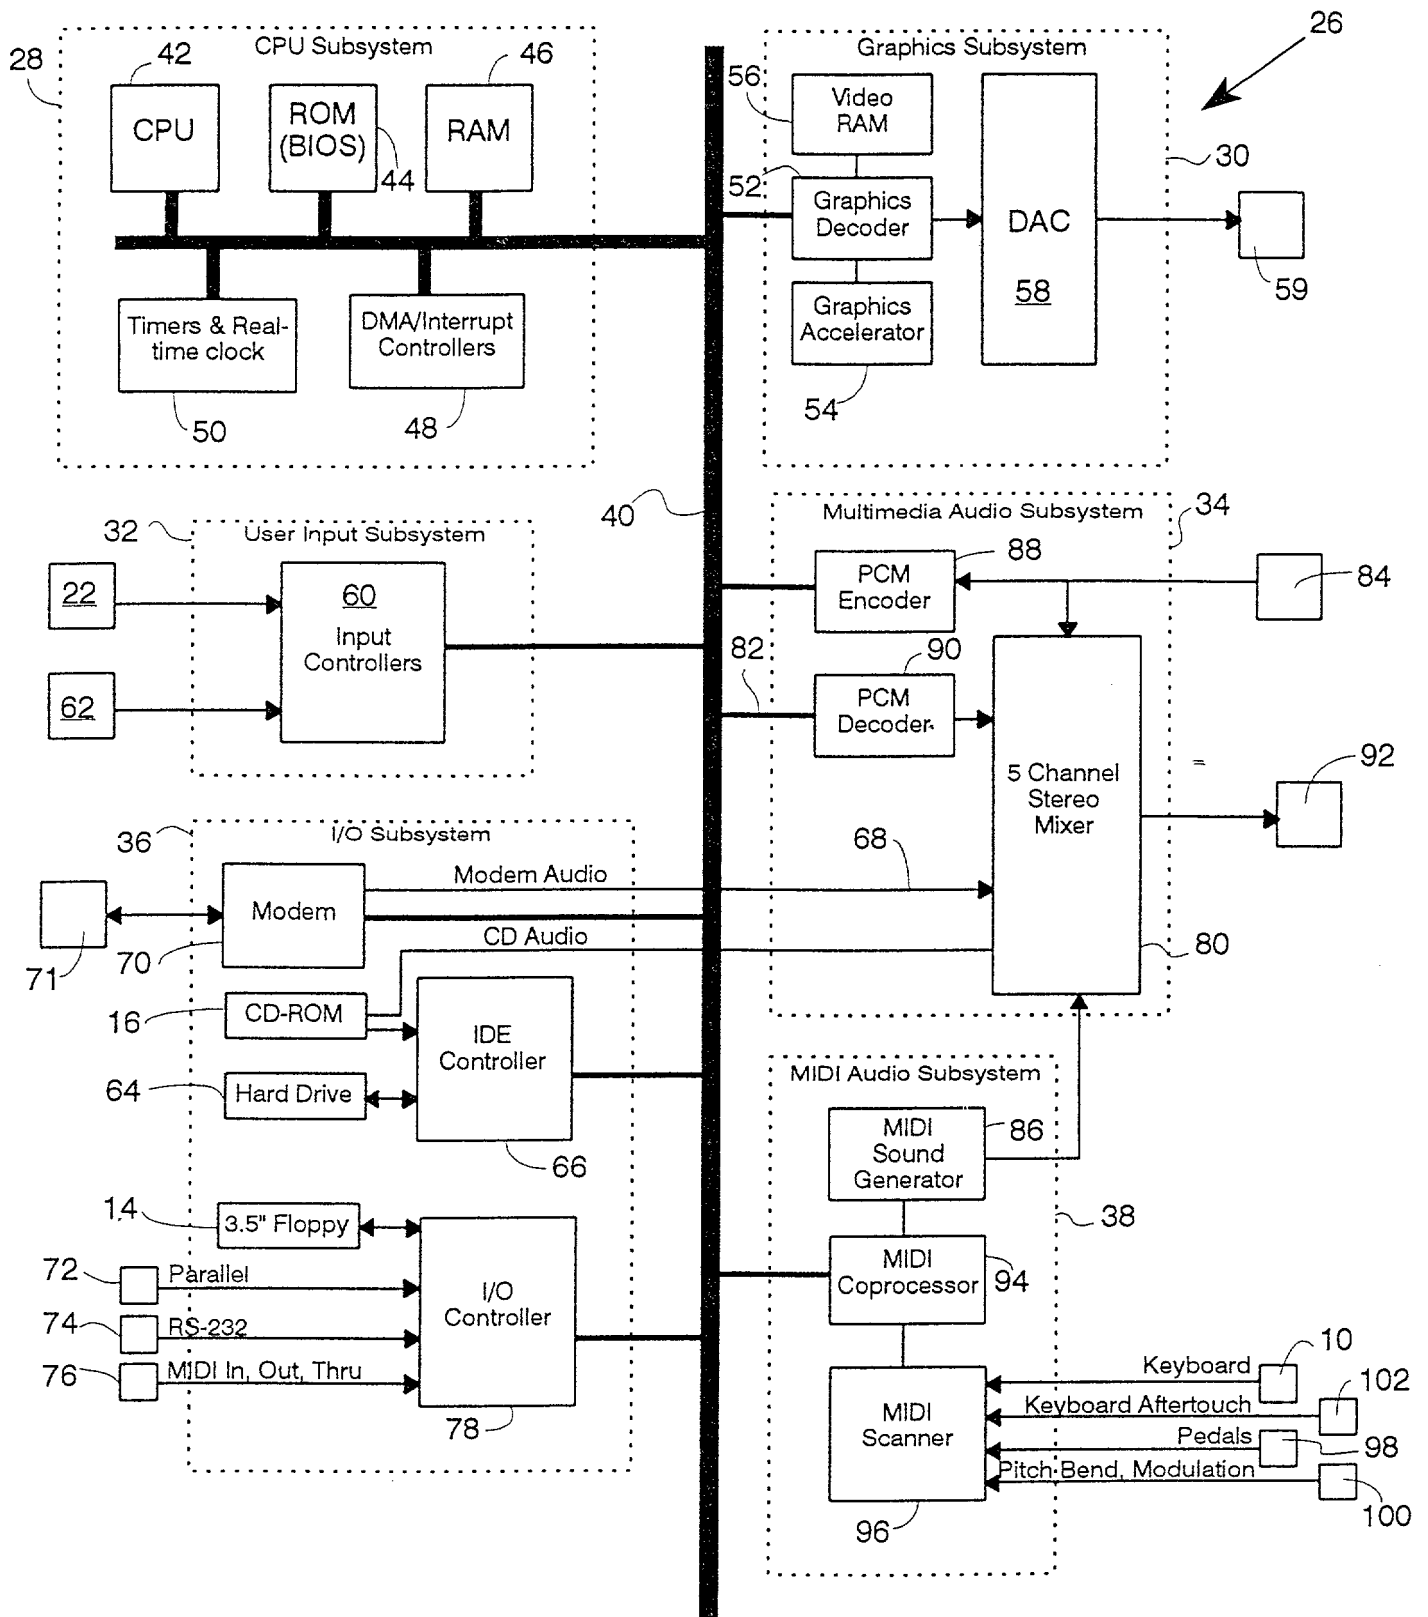 26
28
CPU Subsystem
42
46
CPU
ROM
(BIOS)
44
RAM
Timers & Real-
time clock
50
DMA/Interrupt
Controllers
48
Graphics Subsystem
56
Video
RAM
30
52
Graphics
Decoder
DAC
58
59
Graphics
Accelerator
54
40
32
User Input Subsystem
22
60
Input
Controllers
62
Multimedia Audio Subsystem
34
PCM
Encoder
88
84
82
90
PCM
Decoder
5 Channel
Stereo
Mixer
92
68
80
36
I/O Subsystem
Modem Audio
Modem
71
70
CD Audio
16
CD-ROM
IDE
Controller
64
Hard Drive
66
14
3.5" Floppy
72
Parallel
I/O
Controller
74
RS-232
76
MIDI In, Out, Thru
78
MIDI Audio Subsystem
MIDI
Sound
Generator
86
38
MIDI
Coprocessor
94
MIDI
Scanner
96
Keyboard
10
Keyboard Aftertouch
102
Pedals
98
Pitch Bend, Modulation
100